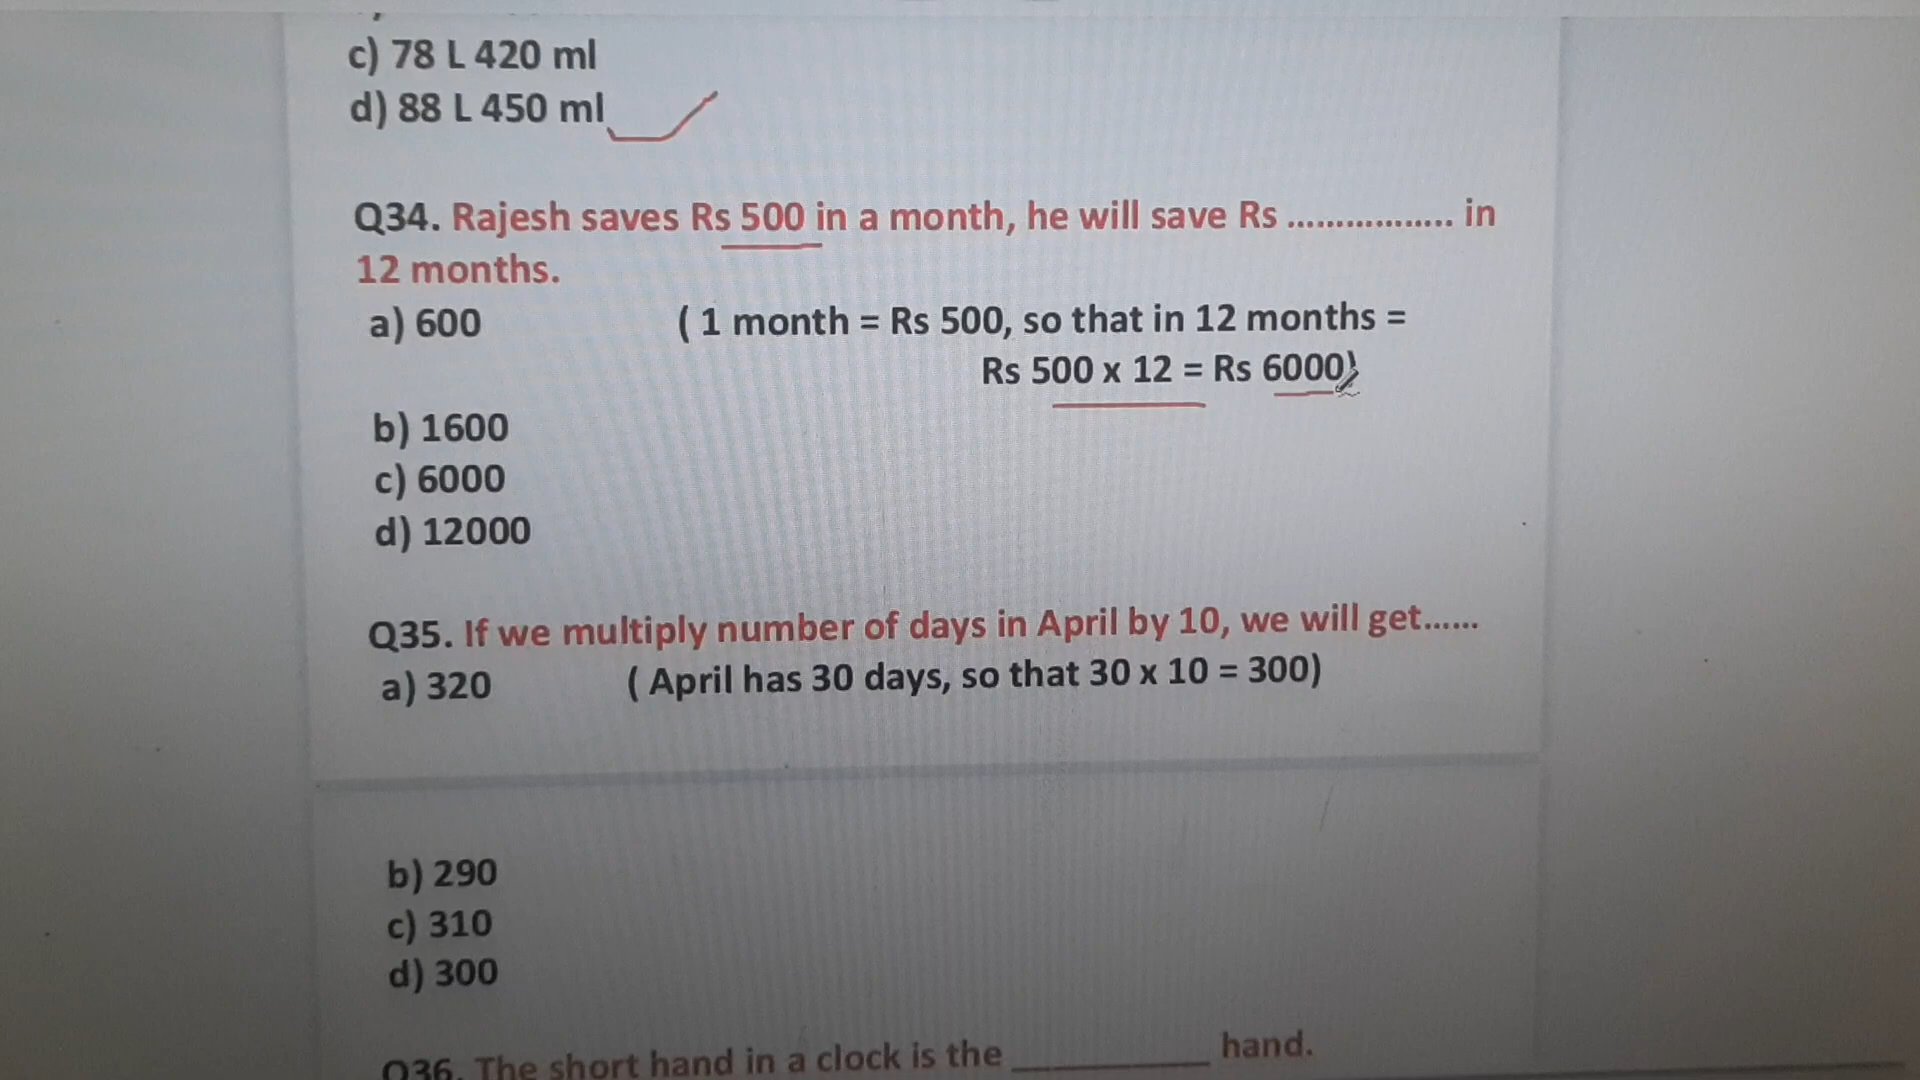 c) 78 L 420 ml
d) 88 L 450 ml
Q34. Rajesh saves Rs 500 in a month, he will save Rs ................. in
12 months.
a) 600 ( 1 month = Rs 500, so that in 12 months =
Rs 500 x 12 = Rs 6000)
b) 1600
c) 6000
d) 12000
Q35. If we multiply number of days in April by 10, we will get......
a) 320 ( April has 30 days, so that 30 x 10 = 300)
b) 290
c) 310
d) 300
Q36. The short hand in a clock is the __________ hand.